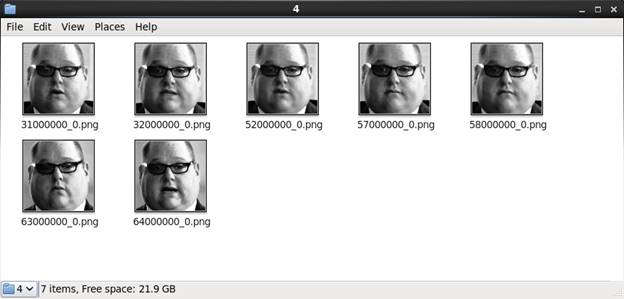 4
File Edit View Places Help
31000000_0.png 32000000_0.png 52000000_0.png 57000000_0.png 58000000_0.png
63000000_0.png 64000000_0.png
4 7 items, Free space: 21.9 GB